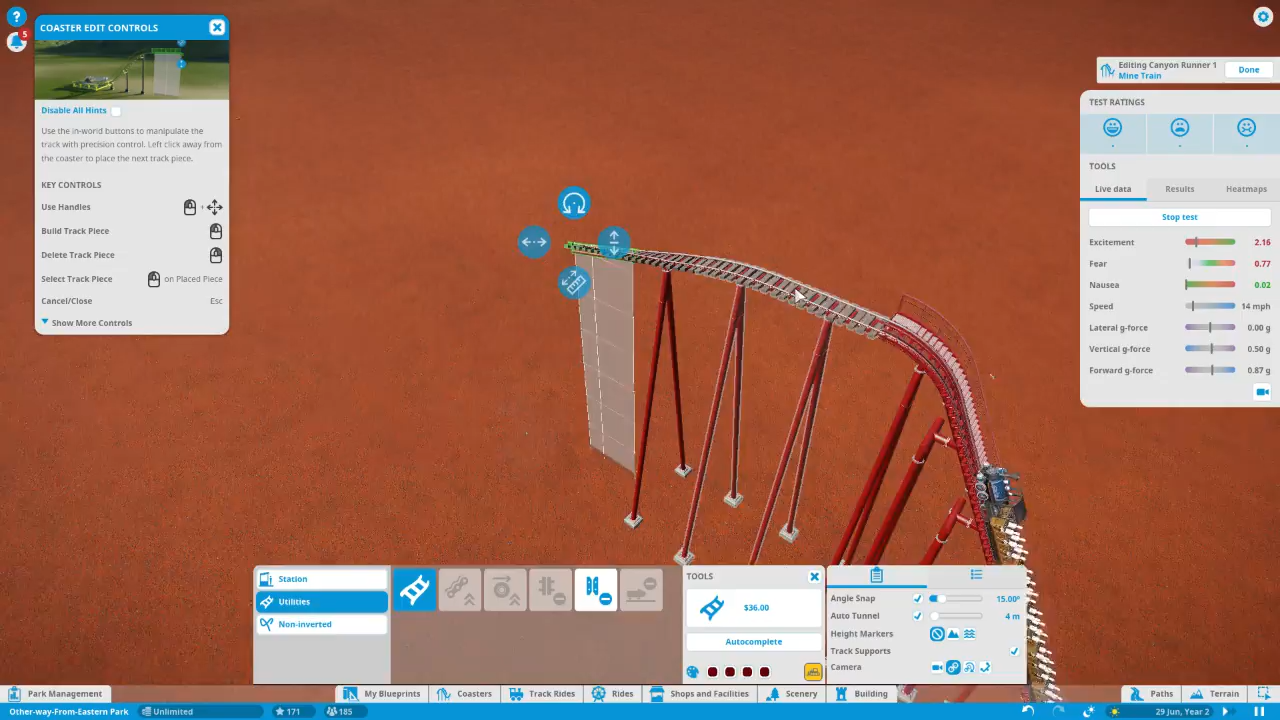 ?
5
COASTER EDIT CONTROLS
Disable All Hints
Use the in-world buttons to manipulate the
track with precision control. Left click away from
the coaster to place the next track piece.
KEY CONTROLS
Use Handles
+
Build Track Piece
Delete Track Piece
Select Track Piece
on Placed Piece
Cancel/Close
Esc
Show More Controls
Editing Canyon Runner 1
Mine Train
Done
TEST RATINGS
-
-
-
TOOLS
Live data
Results
Heatmaps
Stop test
Excitement
2.16
Fear
0.77
Nausea
0.02
Speed
14 mph
Lateral g-force
0.00 g
Vertical g-force
0.50 g
Forward g-force
0.87 g
Station
Utilities
Non-inverted
TOOLS
$36.00
Autocomplete
Angle Snap
15.00°
Auto Tunnel
4 m
Height Markers
Track Supports
Camera
Park Management
My Blueprints
Coasters
Track Rides
Rides
Shops and Facilities
Scenery
Building
Paths
Terrain
Other-way-From-Eastern Park
Unlimited
171
185
29 Jun, Year 2